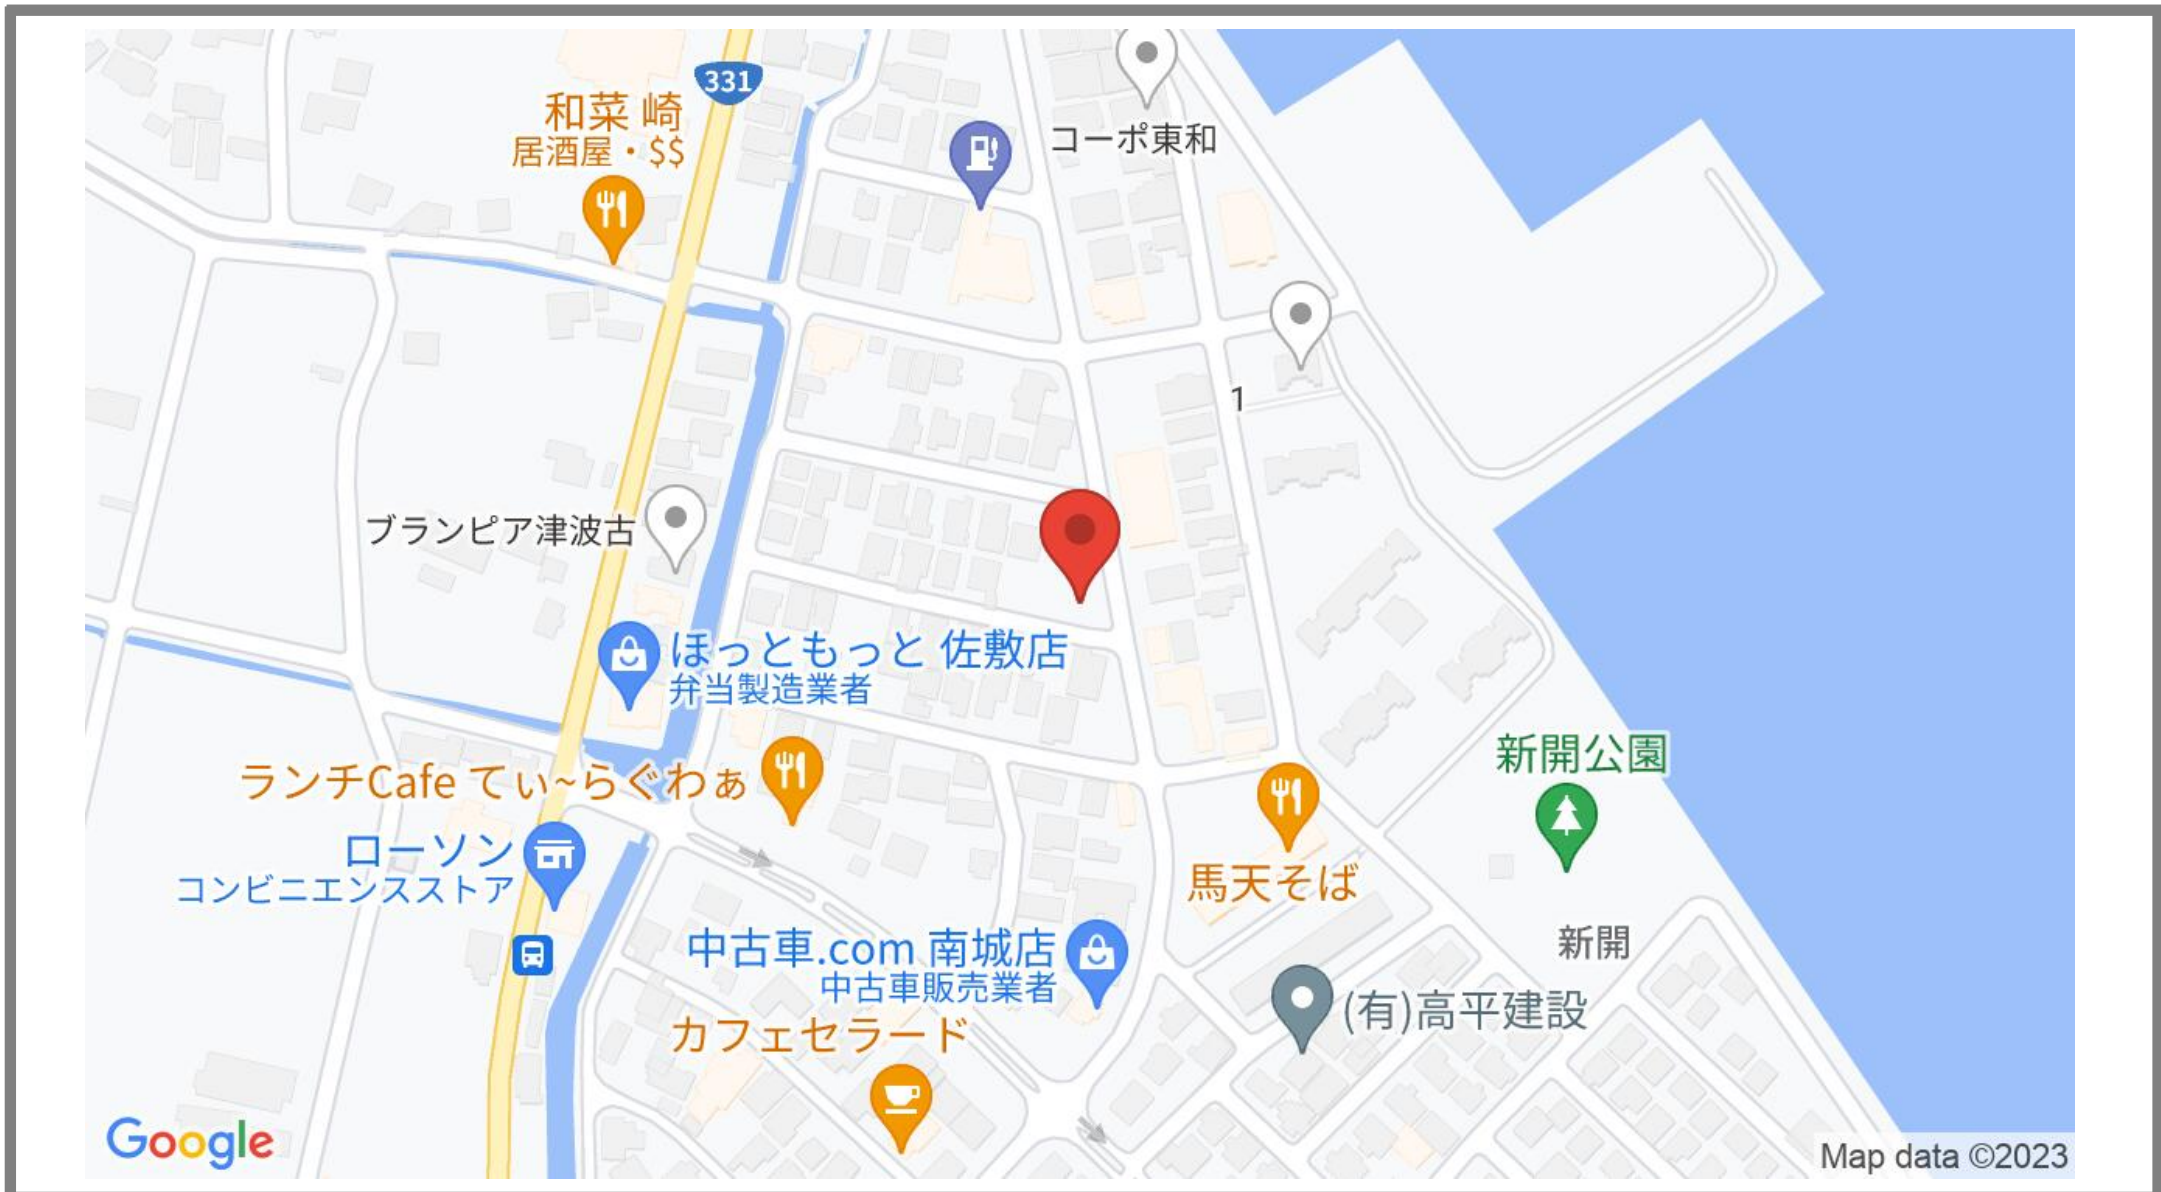 331
和菜 崎
居酒屋・$$
コーポ東和
1
ブランピア津波古
ほっともっと 佐敷店
弁当製造業者
新開公園
ランチCafe てぃ~らぐわぁ
ローソン
コンビニエンスストア
馬天そば
中古車.com 南城店
中古車販売業者
新開
(有)高平建設
カフェセラード
Google
Map data ©2023